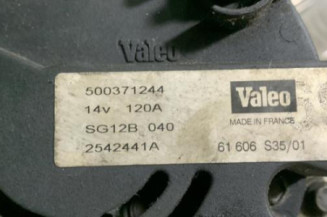 Valeo
500371244
14v 120A
SG12B 040
2542441A
Valeo
MADE IN FRANCE
61 606 S35/01